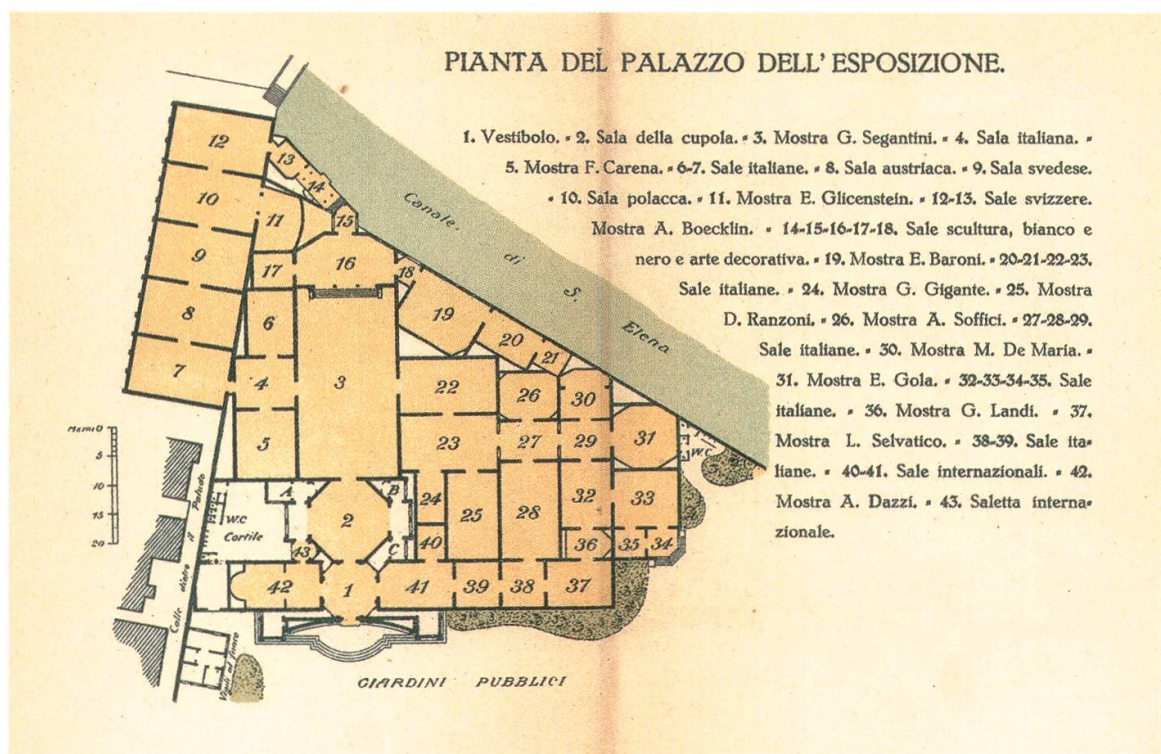 PIANTA DEL PALAZZO DELL'ESPOSIZIONE.
1. Vestibolo. - 2. Sala della cupola. - 3. Mostra G. Segantini. - 4. Sala italiana. -
5. Mostra F. Carena. - 6-7. Sale italiane. - 8. Sala austriaca. - 9. Sala svedese.
- 10. Sala polacca. - 11. Mostra E. Glicenstein. - 12-13. Sale svizzere.
Mostra A. Boecklin. - 14-15-16-17-18. Sale scultura, bianco e
nero e arte decorativa. - 19. Mostra E. Baroni. - 20-21-22-23.
Sale italiane. - 24. Mostra G. Gigante. - 25. Mostra
D. Ranzoni. - 26. Mostra A. Soffici. - 27-28-29.
Sale italiane. - 30. Mostra M. De Maria. -
31. Mostra E. Gola. - 32-33-34-35. Sale
italiane. - 36. Mostra G. Landi. - 37.
Mostra L. Selvatico. - 38-39. Sale ita-
liane. - 40-41. Sale internazionali. - 42.
Mostra A. Dazzi. - 43. Saletta interna-
zionale.
Canale di S. Elena
12
13
14
10
11
15
9
17
16
18
8
6
19
20
21
7
4
3
22
26
30
5
23
27
29
31
W.C
0
5
10
15
20
A
B
24
25
28
32
33
W.C
Cortile
2
43
C
40
36
35
34
42
1
41
39
38
37
Calle dietro il Paludo
GIARDINI PUBBLICI